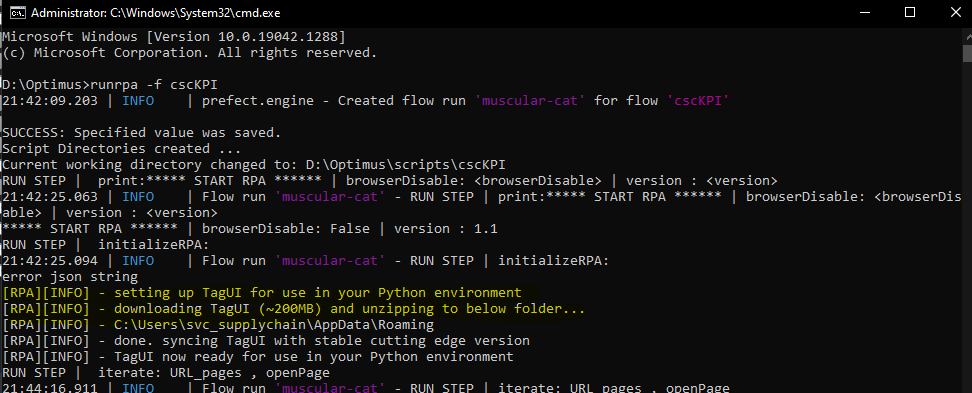 Administrator: C:\Windows\System32\cmd.exe
Microsoft Windows [Version 10.0.19042.1288]
(c) Microsoft Corporation. All rights reserved.
D:\Optimus>runrpa -f cscKPI
21:42:09.203 | INFO    | prefect.engine - Created flow run 'muscular-cat' for flow 'cscKPI'
SUCCESS: Specified value was saved.
Script Directories created ...
Current working directory changed to: D:\Optimus\scripts\cscKPI
RUN STEP |  print:***** START RPA ****** | browserDisable: <browserDisable> | version : <version>
21:42:25.063 | INFO    | Flow run 'muscular-cat' - RUN STEP | print:***** START RPA ****** | browserDisable: <browserDis
able> | version : <version>
***** START RPA ****** | browserDisable: False | version : 1.1
RUN STEP |  initializeRPA:
21:42:25.094 | INFO    | Flow run 'muscular-cat' - RUN STEP | initializeRPA:
error json string
[RPA][INFO] - setting up TagUI for use in your Python environment
[RPA][INFO] - downloading TagUI (~200MB) and unzipping to below folder...
[RPA][INFO] - C:\Users\svc_supplychain\AppData\Roaming
[RPA][INFO] - done. syncing TagUI with stable cutting edge version
[RPA][INFO] - TagUI now ready for use in your Python environment
RUN STEP |  iterate: URL_pages , openPage
21:44:16.911 | INFO    | Flow run 'muscular-cat' - RUN STEP | iterate: URL_pages , openPage